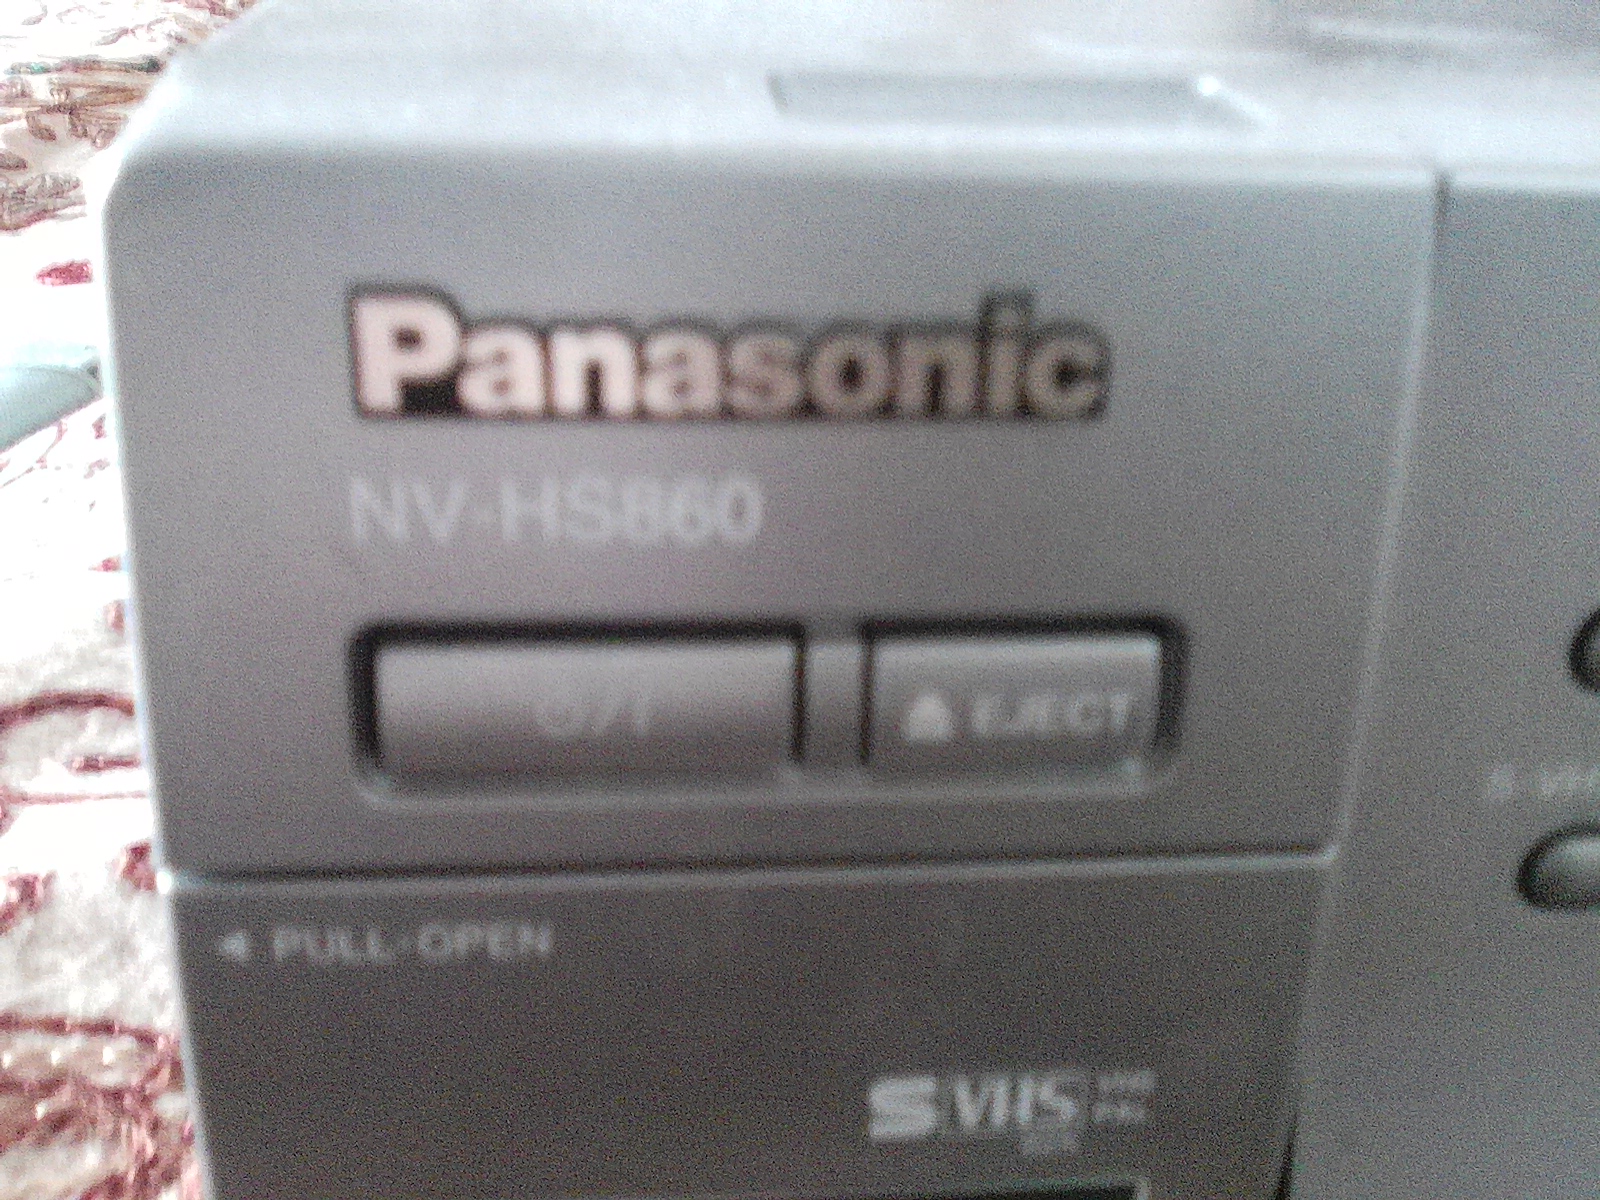 Panasonic
NV-HS860
EJECT
PULL-OPEN
S VHS